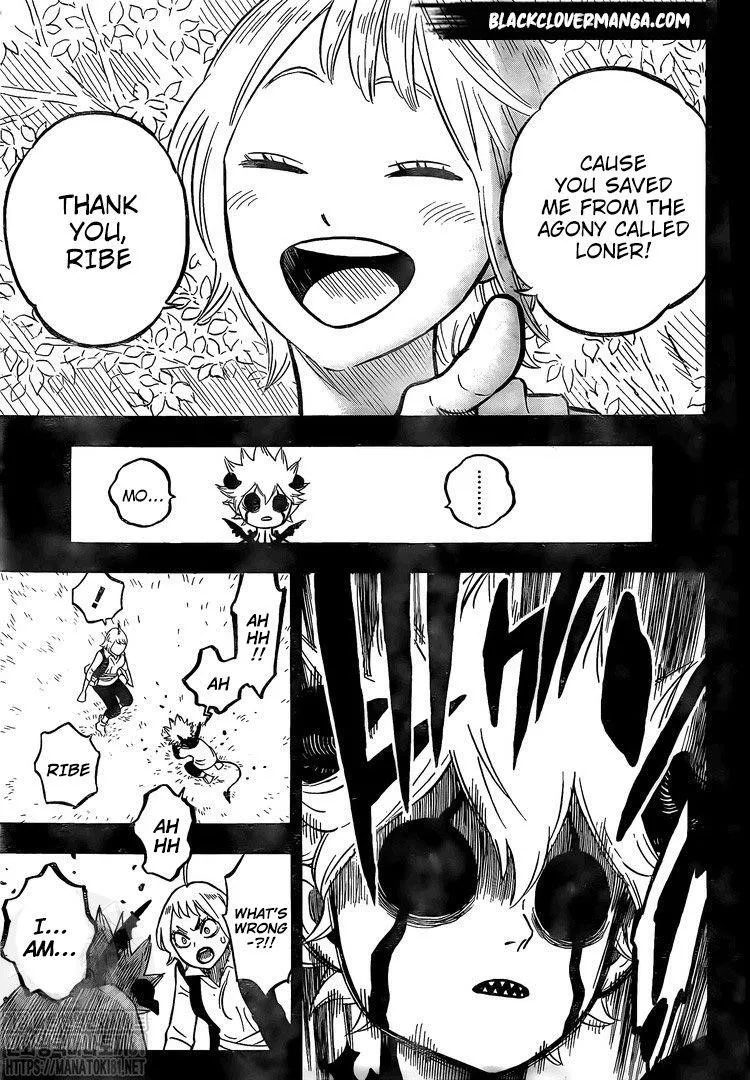 BLACKCLOVERMANGA.COM
CAUSE
YOU SAVED
ME FROM THE
AGONY CALLED
LONER!
THANK
YOU,
RIBE
.........
MO...
AH
HH
!!
AH
RIBE
AH
HH
WHAT'S
WRONG
-?!!
I...
AM...
HTTPS://MANATOKI81.NET